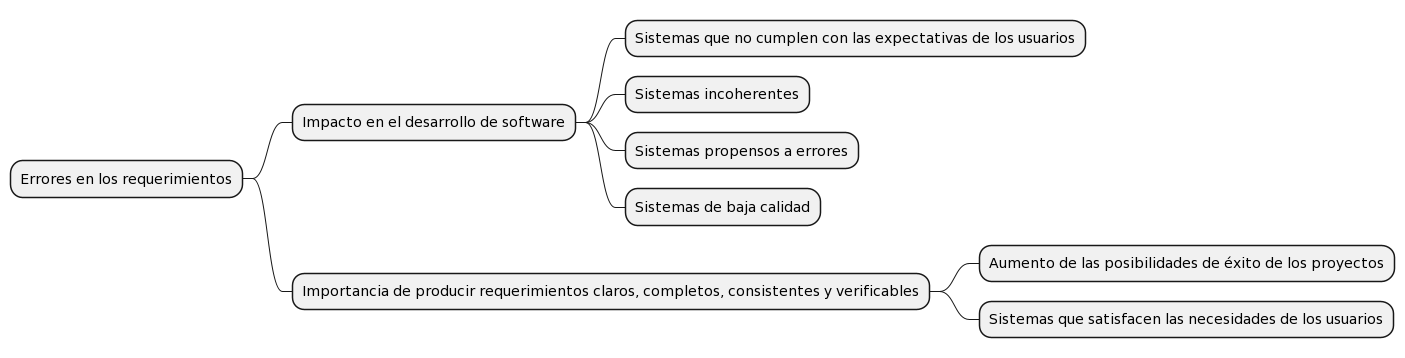 Errores en los requerimientos
Impacto en el desarrollo de software
Sistemas que no cumplen con las expectativas de los usuarios
Sistemas incoherentes
Sistemas propensos a errores
Sistemas de baja calidad
Importancia de producir requerimientos claros, completos, consistentes y verificables
Aumento de las posibilidades de éxito de los proyectos
Sistemas que satisfacen las necesidades de los usuarios